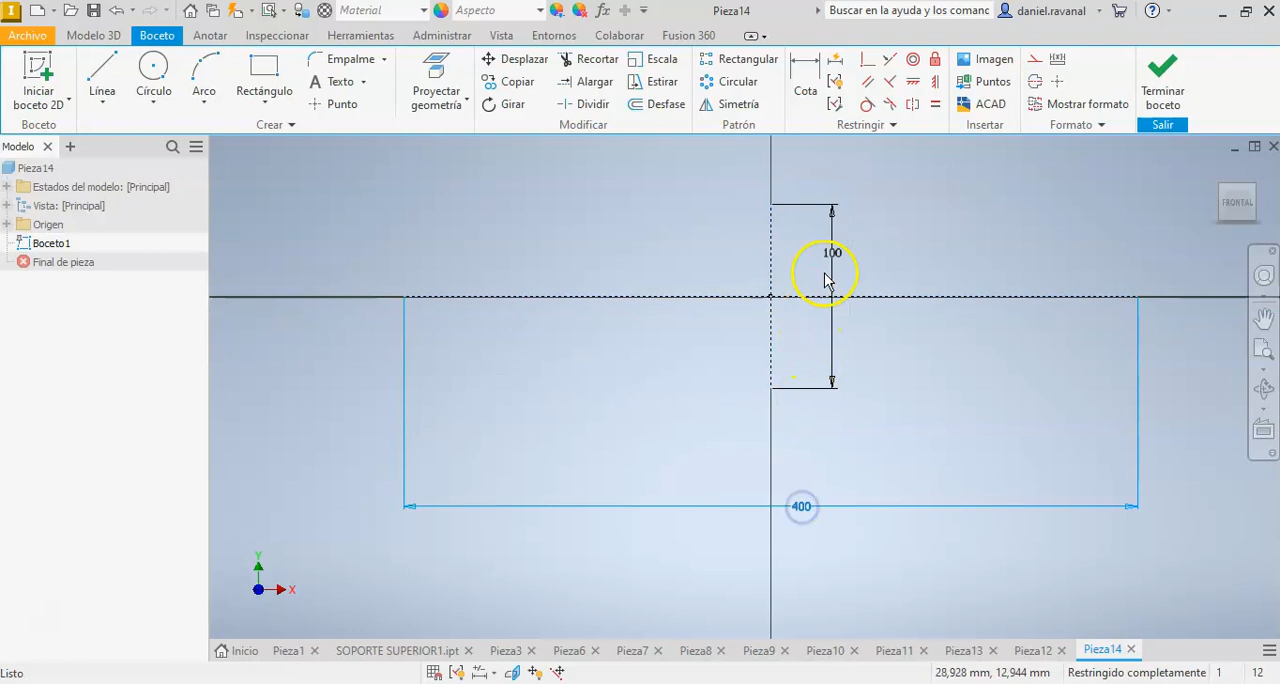 Material
Aspecto
fx
Pieza14
Buscar en la ayuda y los comanc
daniel.ravanal
Archivo
Modelo 3D
Boceto
Anotar
Inspeccionar
Herramientas
Administrar
Vista
Entornos
Colaborar
Fusion 360
Iniciar
boceto 2D
Línea
Círculo
Arco
Rectángulo
Empalme
Texto
Punto
Proyectar
geometría
Desplazar
Copiar
Girar
Recortar
Alargar
Dividir
Escala
Estirar
Desfase
Rectangular
Circular
Simetría
Cota
Imagen
Puntos
ACAD
Mostrar formato
Terminar
boceto
Boceto
Crear
Modificar
Patrón
Restringir
Insertar
Formato
Salir
Modelo
Pieza14
Estados del modelo: [Principal]
Vista: [Principal]
Origen
Boceto1
Final de pieza
FRONTAL
100
400
Y
X
Inicio
Pieza1
SOPORTE SUPERIOR1.ipt
Pieza3
Pieza6
Pieza7
Pieza8
Pieza9
Pieza10
Pieza11
Pieza13
Pieza12
Pieza14
Listo
28,928 mm, 12,944 mm
Restringido completamente
1
12